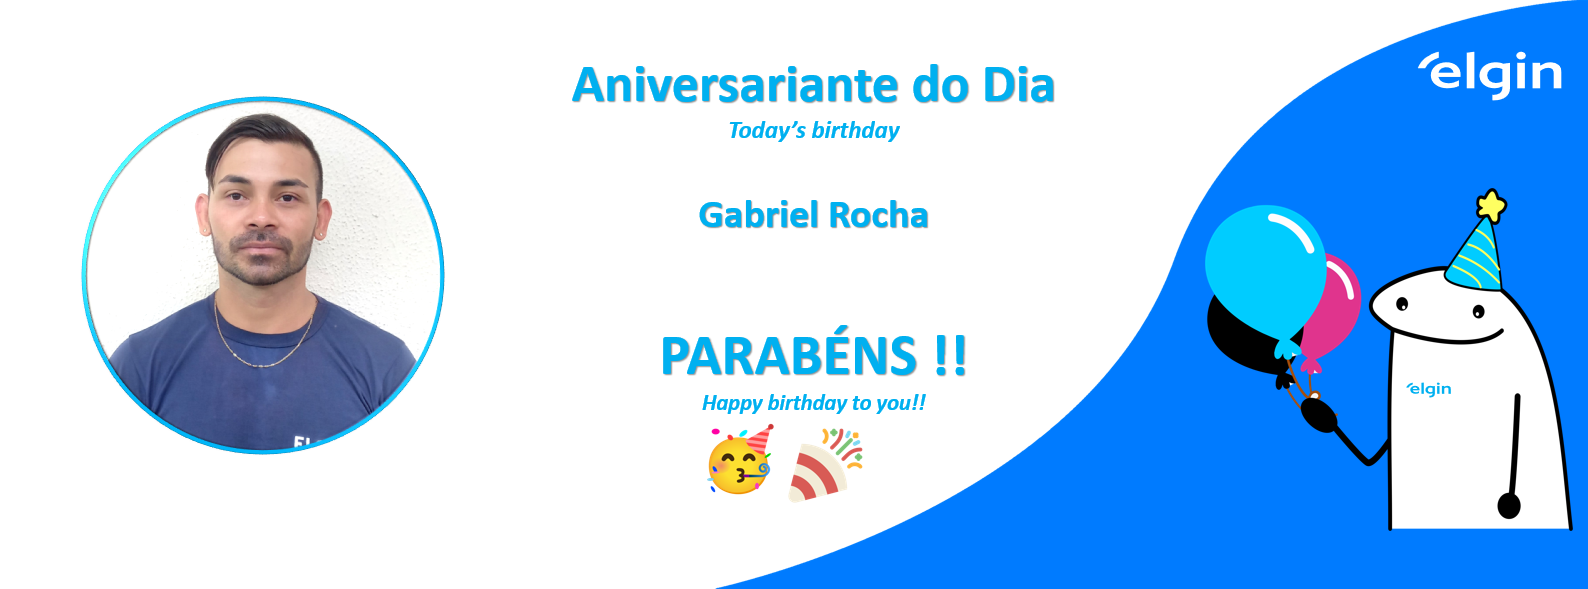 elgin
Aniversariante do Dia
Today's birthday
Gabriel Rocha
PARABÉNS !!
Happy birthday to you!!
elgin